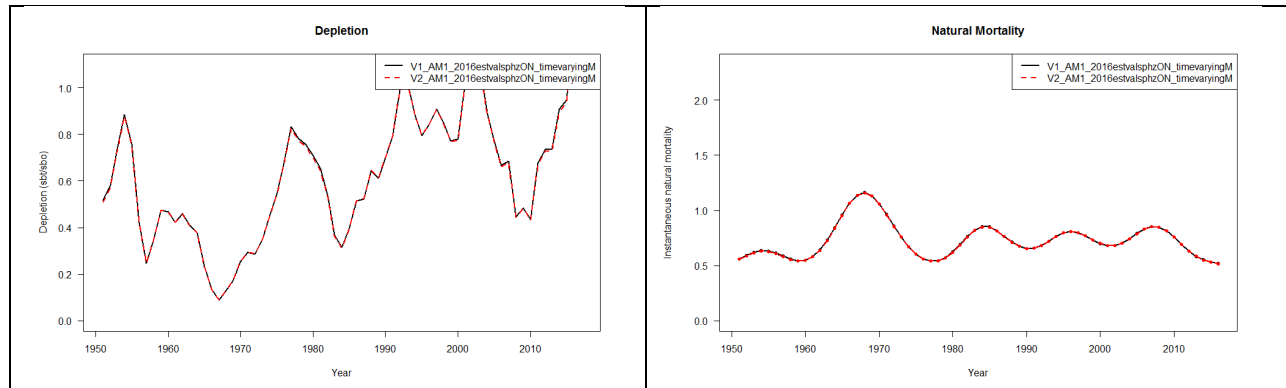 Depletion
V1_AM1_2016estvalsphzON_timevaryingM
V2_AM1_2016estvalsphzON_timevaryingM
Depletion (sbt/sbo)
1.0
0.8
0.6
0.4
0.2
0.0
1950 1960 1970 1980 1990 2000 2010
Year
Natural Mortality
V1_AM1_2016estvalsphzON_timevaryingM
V2_AM1_2016estvalsphzON_timevaryingM
Instantaneous natural mortality
2.0
1.5
1.0
0.5
0.0
1950 1960 1970 1980 1990 2000 2010
Year